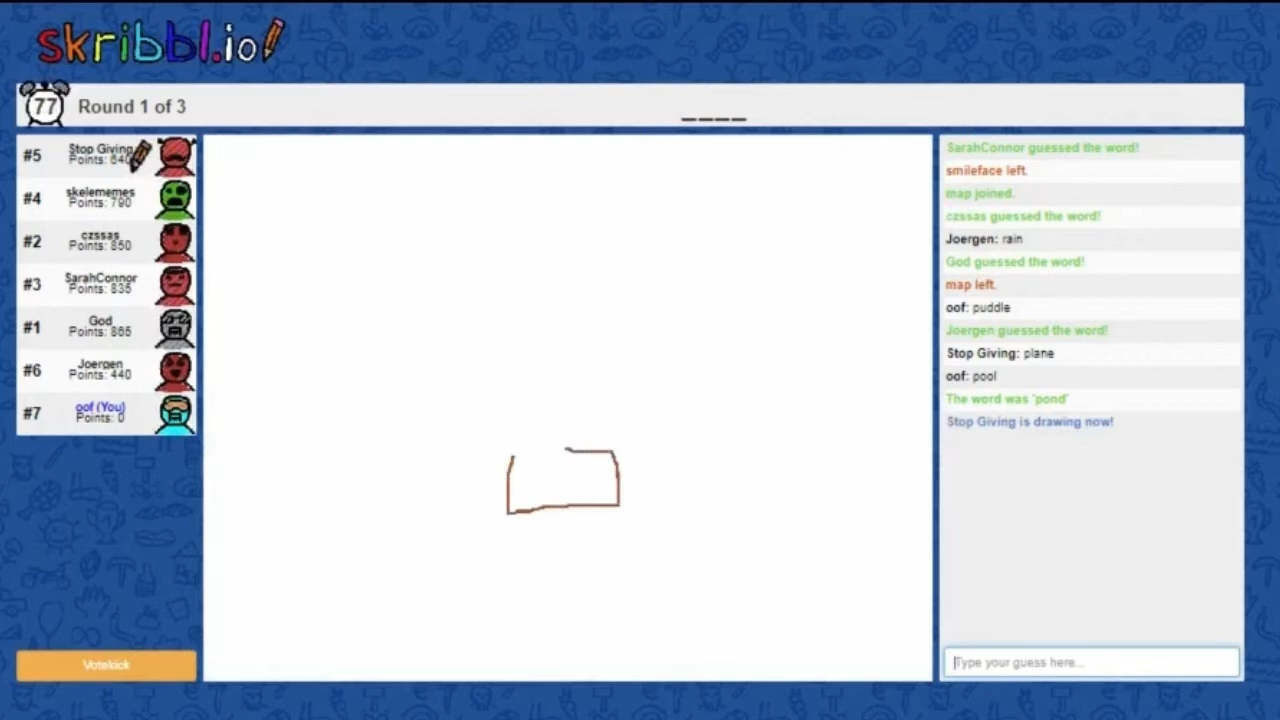 skribbl.io
77
Round 1 of 3
____
#5 Stop Giving
Points: 640
#4 skelememes
Points: 790
#2 czssas
Points: 850
#3 SarahConnor
Points: 835
#1 God
Points: 865
#6 Joergen
Points: 440
#7 oof (You)
Points: 0
Votekick
SarahConnor guessed the word!
smileface left.
map joined.
czssas guessed the word!
Joergen: rain
God guessed the word!
map left.
oof: puddle
Joergen guessed the word!
Stop Giving: plane
oof: pool
The word was 'pond'
Stop Giving is drawing now!
Type your guess here...